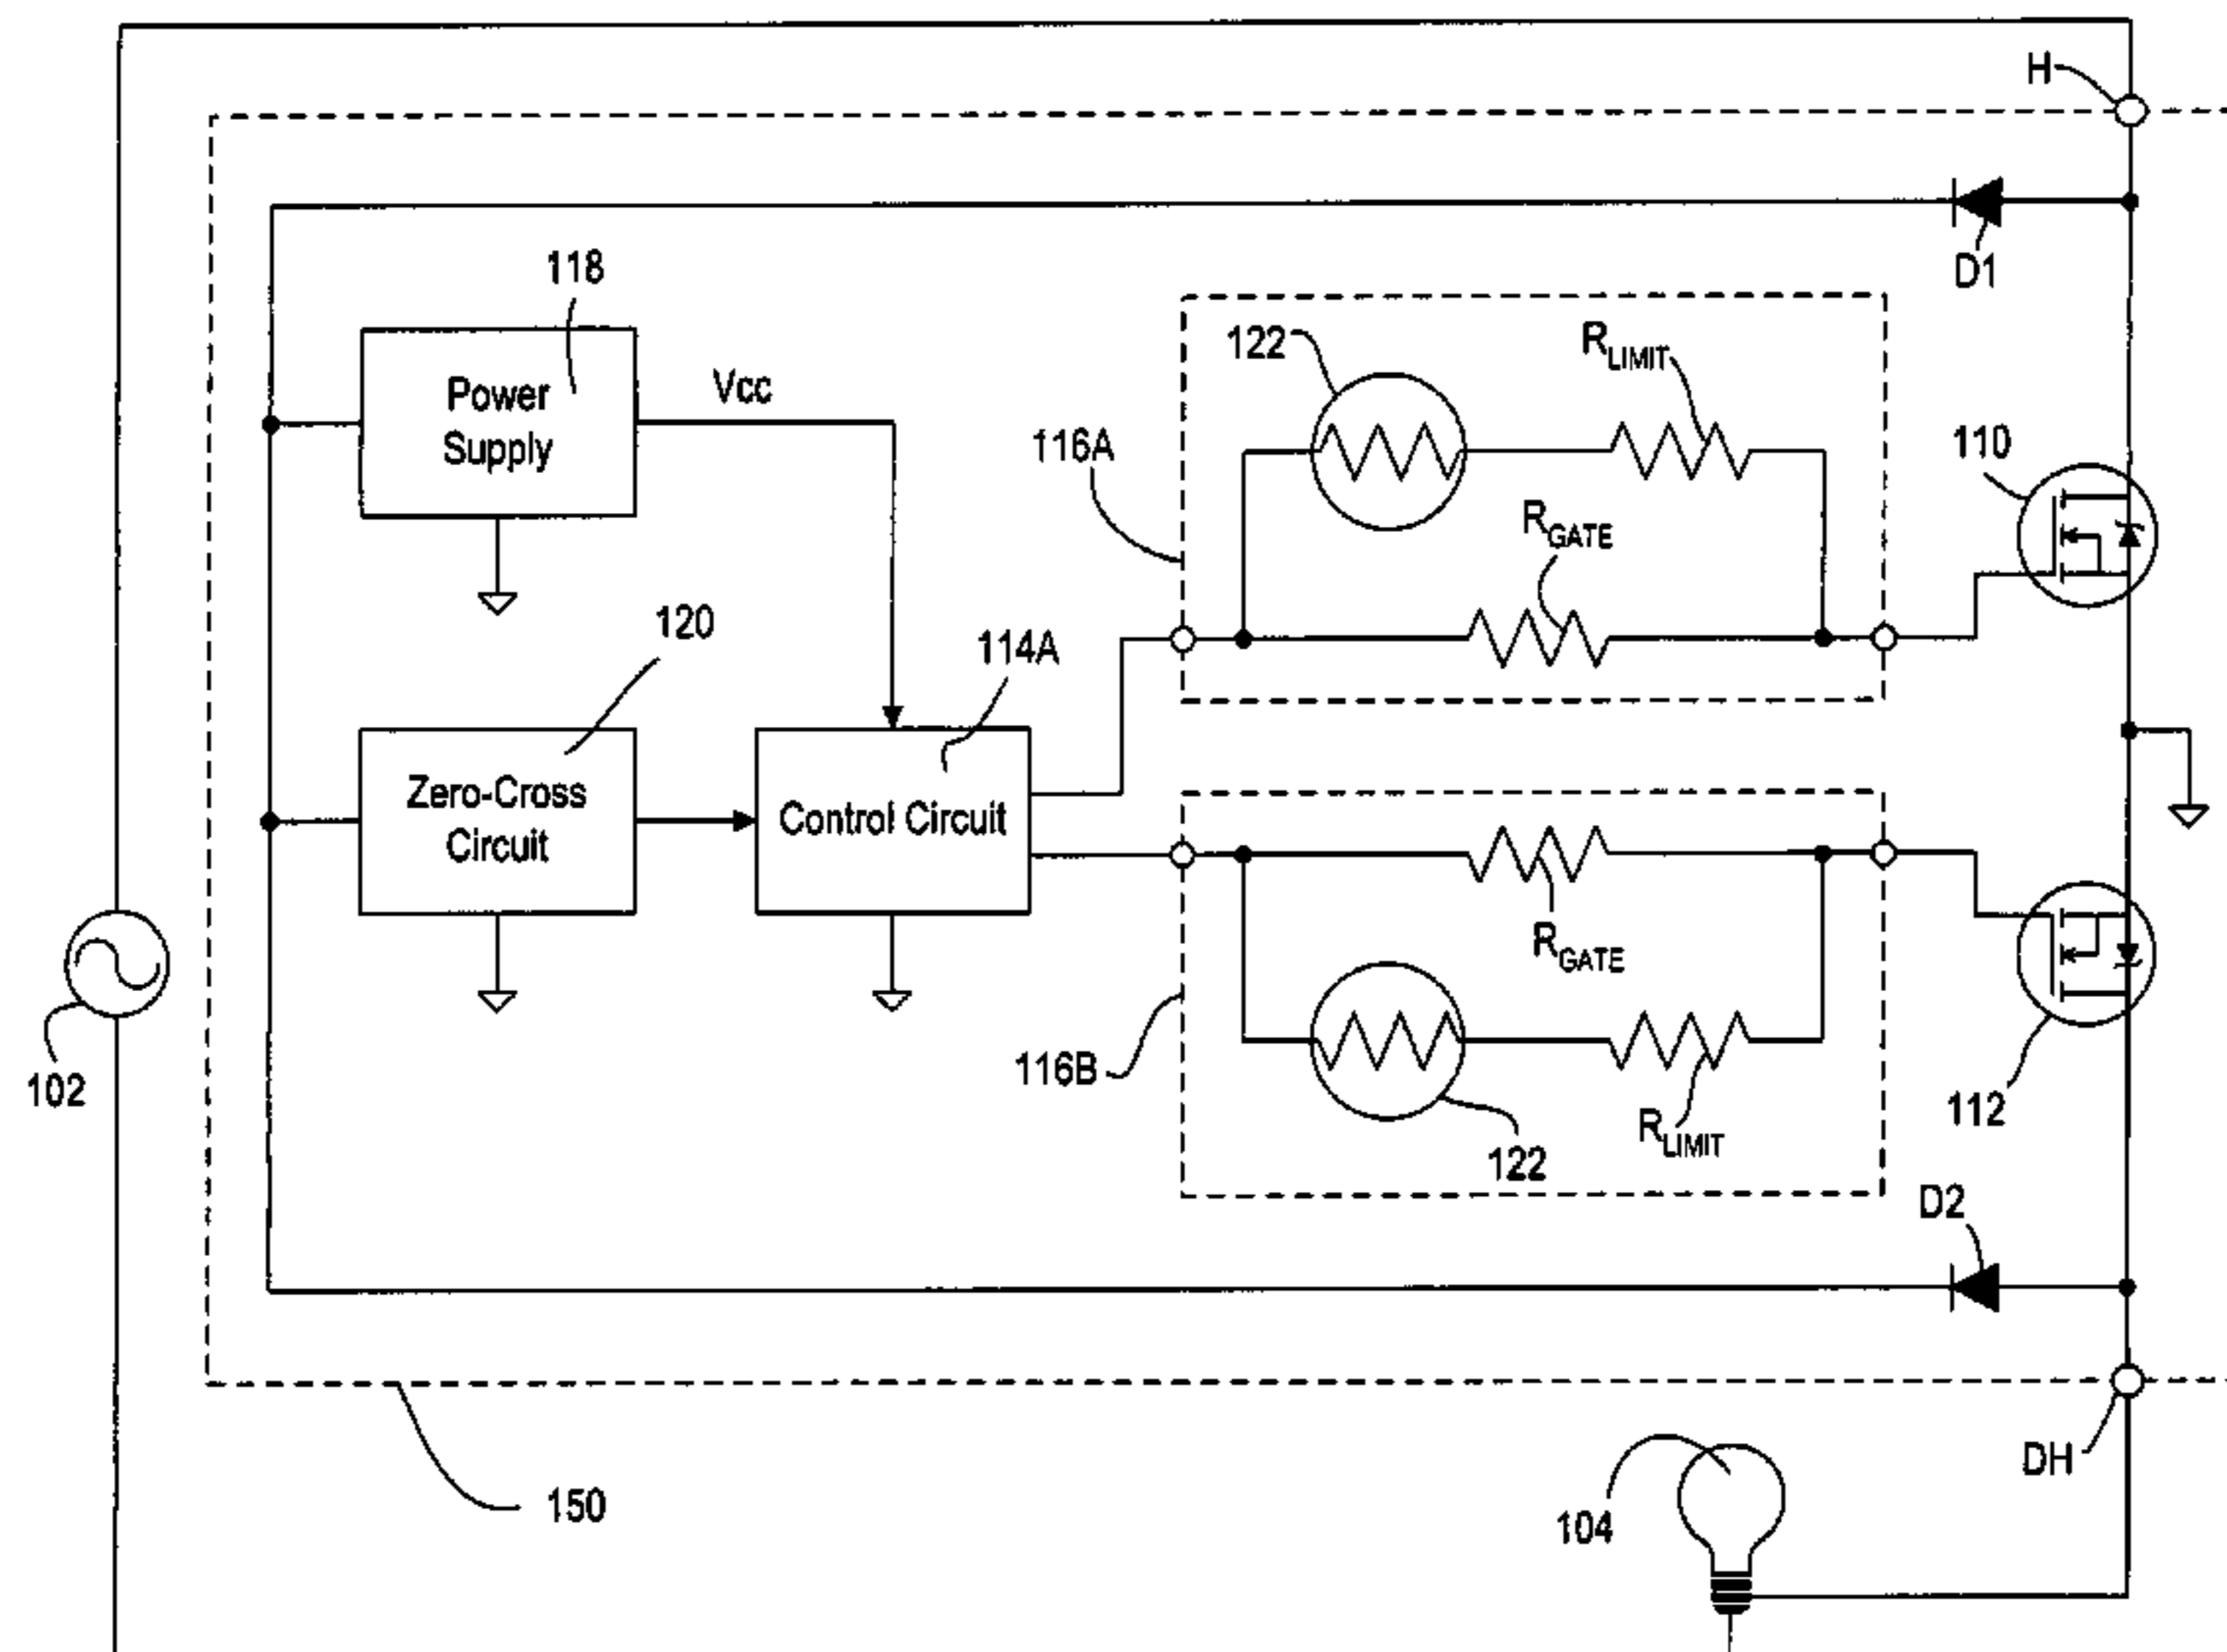 H
D1
118
Power
Supply
Vcc
122
RLIMIT
116A
RGATE
110
120
114A
Zero-Cross
Circuit
Control Circuit
RGATE
102
116B
122
RLIMIT
112
D2
150
104
DH